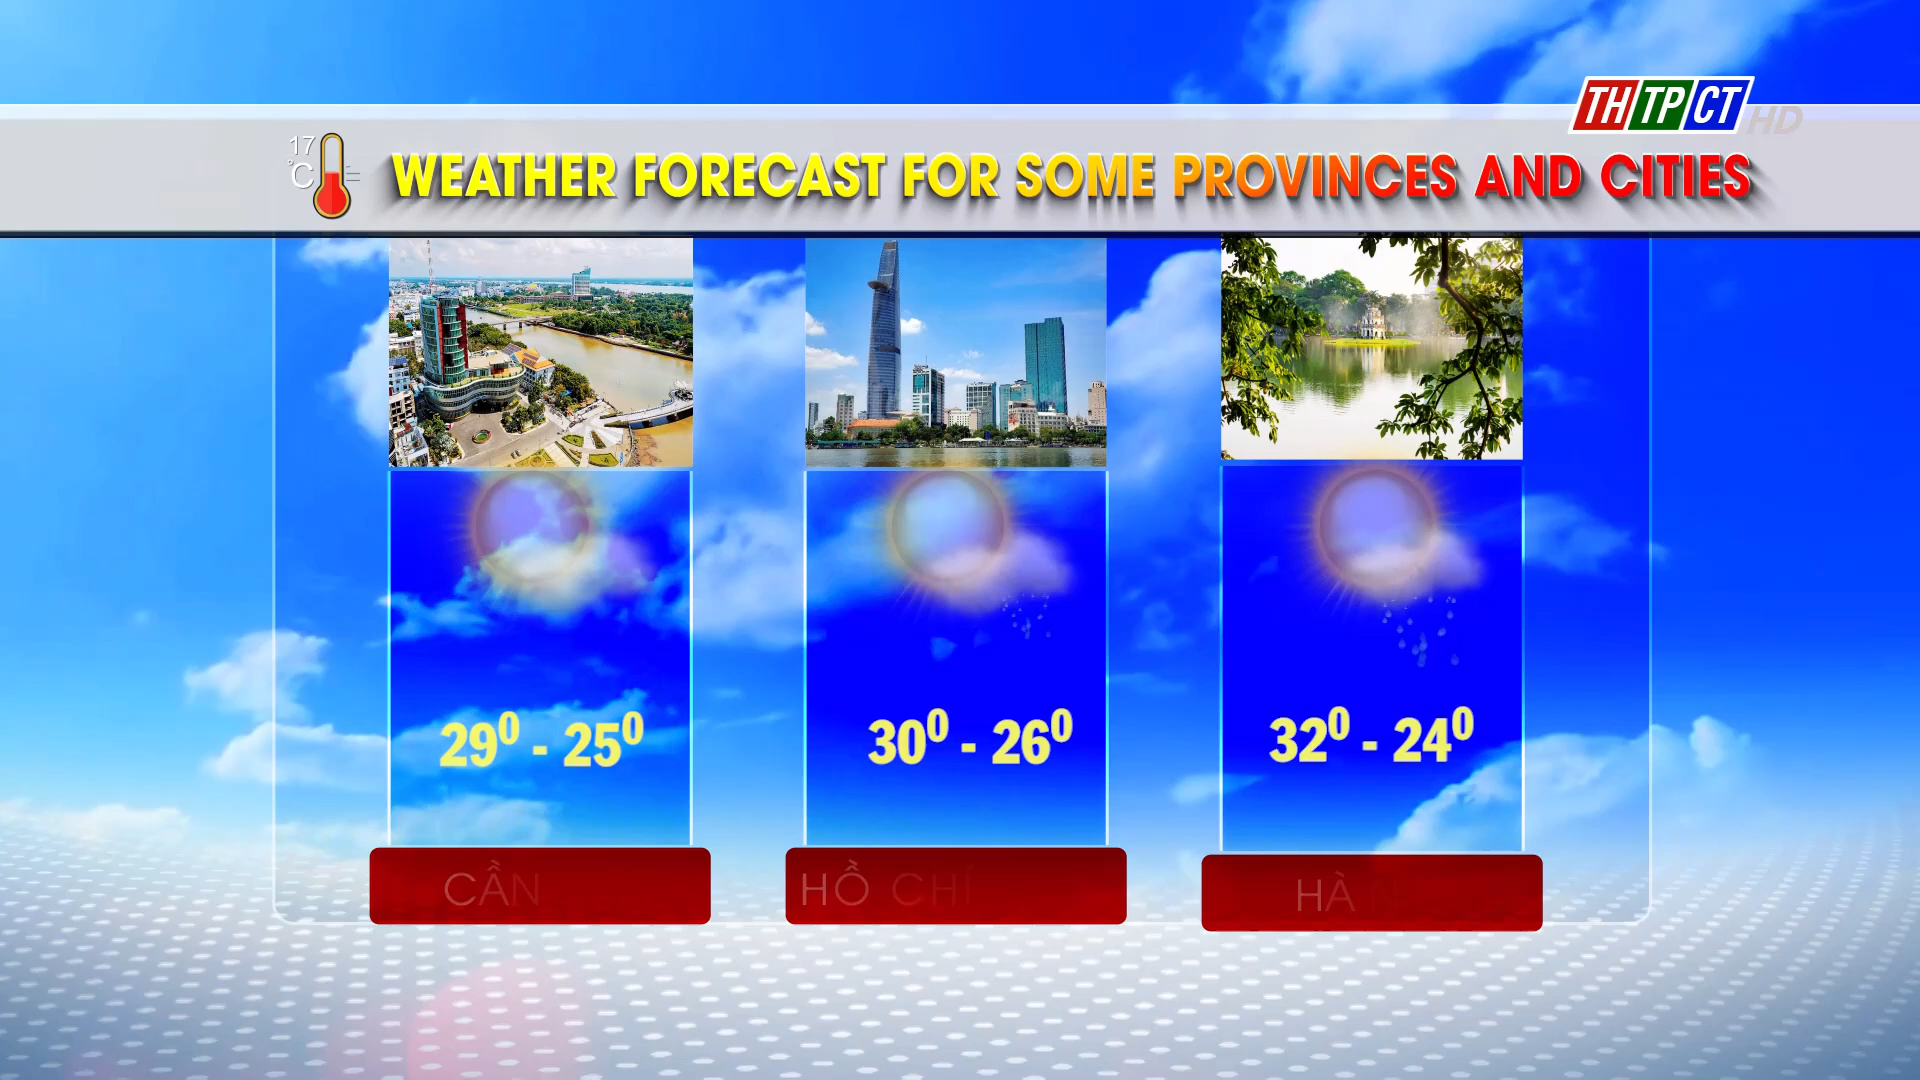 THTPCT HD
17
°C
WEATHER FORECAST FOR SOME PROVINCES AND CITIES
29⁰ - 25⁰
30⁰ - 26⁰
32⁰ - 24⁰
CẦN
HỒ CHÍ
HÀ